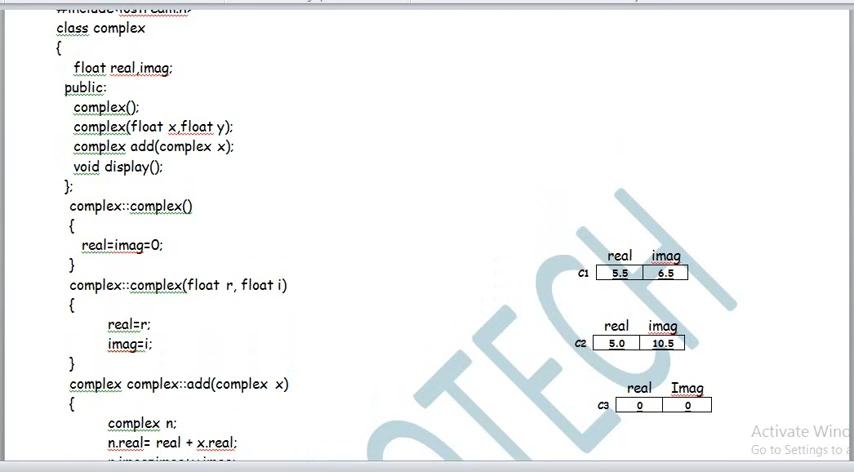 #include<iostream.h>
class complex
{
float real,imag;
public:
complex();
complex(float x,float y);
complex add(complex x);
void display();
};
complex::complex()
{
real=imag=0;
}
complex::complex(float r, float i)
{
real=r;
imag=i;
}
complex complex::add(complex x)
{
complex n;
n.real= real + x.real;
real imag
C1 5.5 6.5
real imag
C2 5.0 10.5
real Imag
C3 0 0
OTECH
Activate Wind
Go to Settings to a